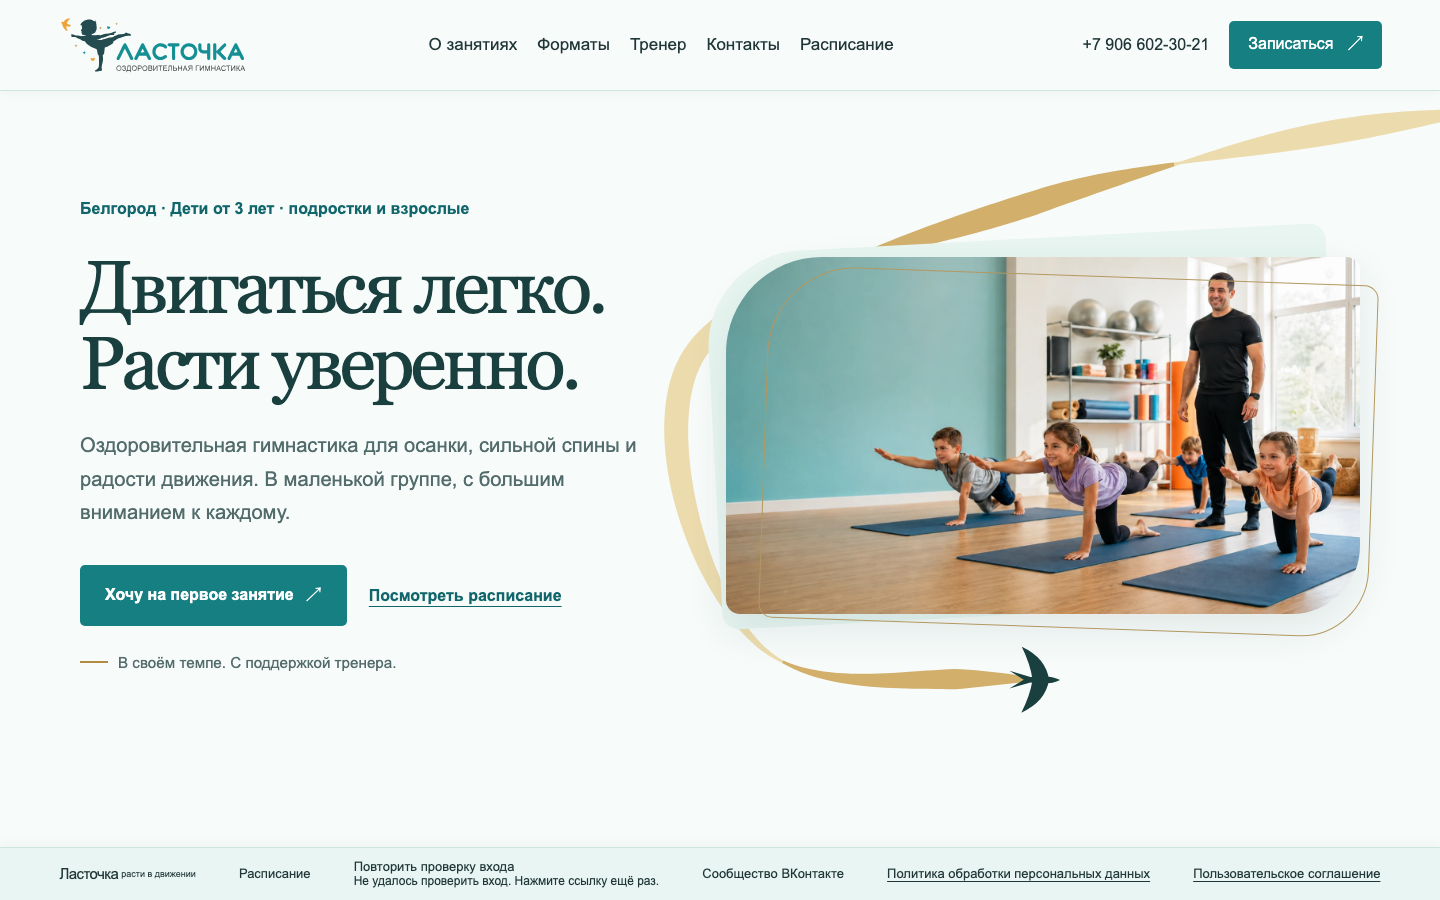 ЛАСТОЧКА
ОЗДОРОВИТЕЛЬНАЯ ГИМНАСТИКА
О занятиях
Форматы
Тренер
Контакты
Расписание
+7 906 602-30-21
Записаться
Белгород · Дети от 3 лет · подростки и взрослые
Двигаться легко.
Расти уверенно.
Оздоровительная гимнастика для осанки, сильной спины и
радости движения. В маленькой группе, с большим
вниманием к каждому.
Хочу на первое занятие
Посмотреть расписание
В своём темпе. С поддержкой тренера.
Ласточка расти в движении
Расписание
Повторить проверку входа
Не удалось проверить вход. Нажмите ссылку ещё раз.
Сообщество ВКонтакте
Политика обработки персональных данных
Пользовательское соглашение